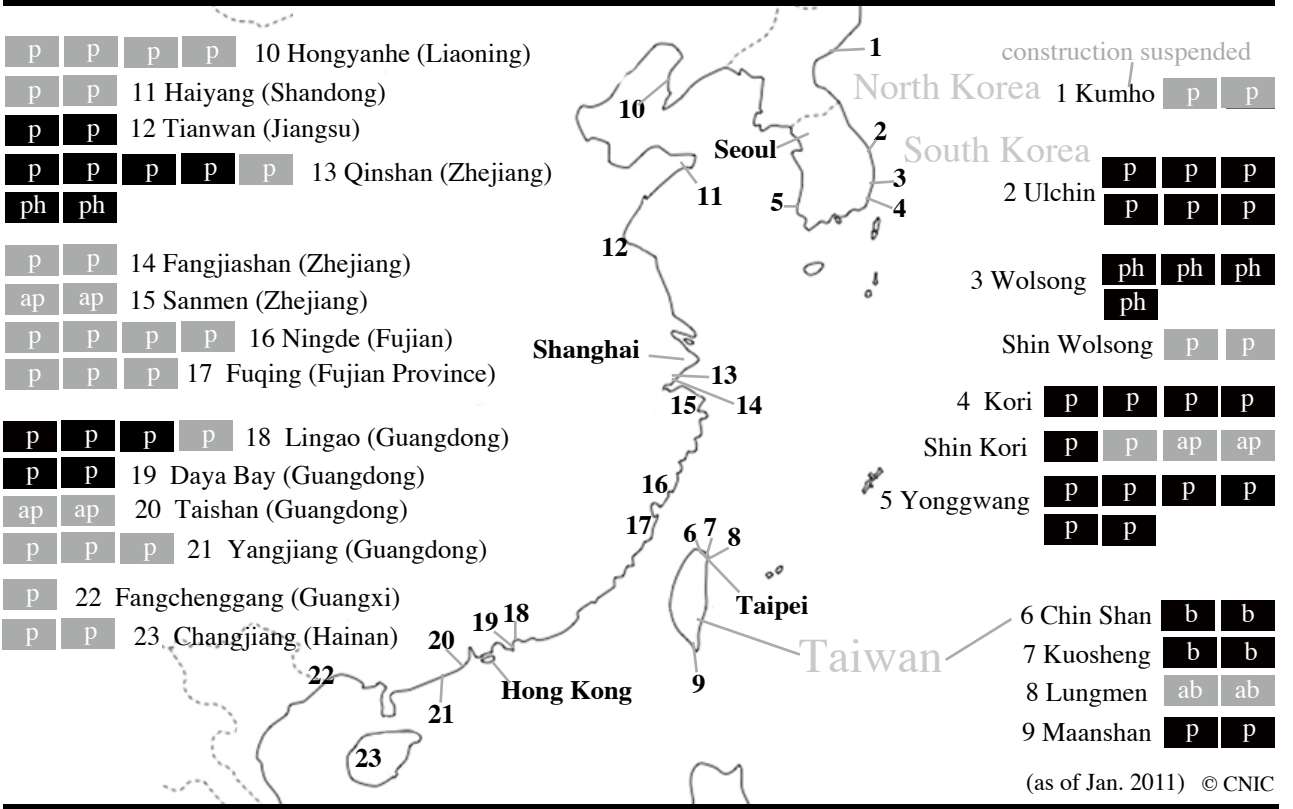 p p p p 10 Hongyanhe (Liaoning)
p p 11 Haiyang (Shandong)
p p 12 Tianwan (Jiangsu)
p p p p p 13 Qinshan (Zhejiang)
ph ph
p p 14 Fangjiashan (Zhejiang)
ap ap 15 Sanmen (Zhejiang)
p p p p 16 Ningde (Fujian)
p p p 17 Fuqing (Fujian Province)
p p p p 18 Lingao (Guangdong)
p p 19 Daya Bay (Guangdong)
ap ap 20 Taishan (Guangdong)
p p p 21 Yangjiang (Guangdong)
p 22 Fangchenggang (Guangxi)
p p 23 Changjiang (Hainan)
1
10
2
Seoul
3
11
5
4
12
Shanghai
13
15
14
16
17
6
7
8
Taipei
19
18
20
22
Hong Kong
9
21
23
North Korea
South Korea
Taiwan
construction suspended
1 Kumho p p
2 Ulchin p p p
p p p
3 Wolsong ph ph ph
ph
Shin Wolsong p p
4 Kori p p p p
Shin Kori p p ap ap
5 Yonggwang p p p p
p p
6 Chin Shan b b
7 Kuosheng b b
8 Lungmen ab ab
9 Maanshan p p
(as of Jan. 2011) © CNIC